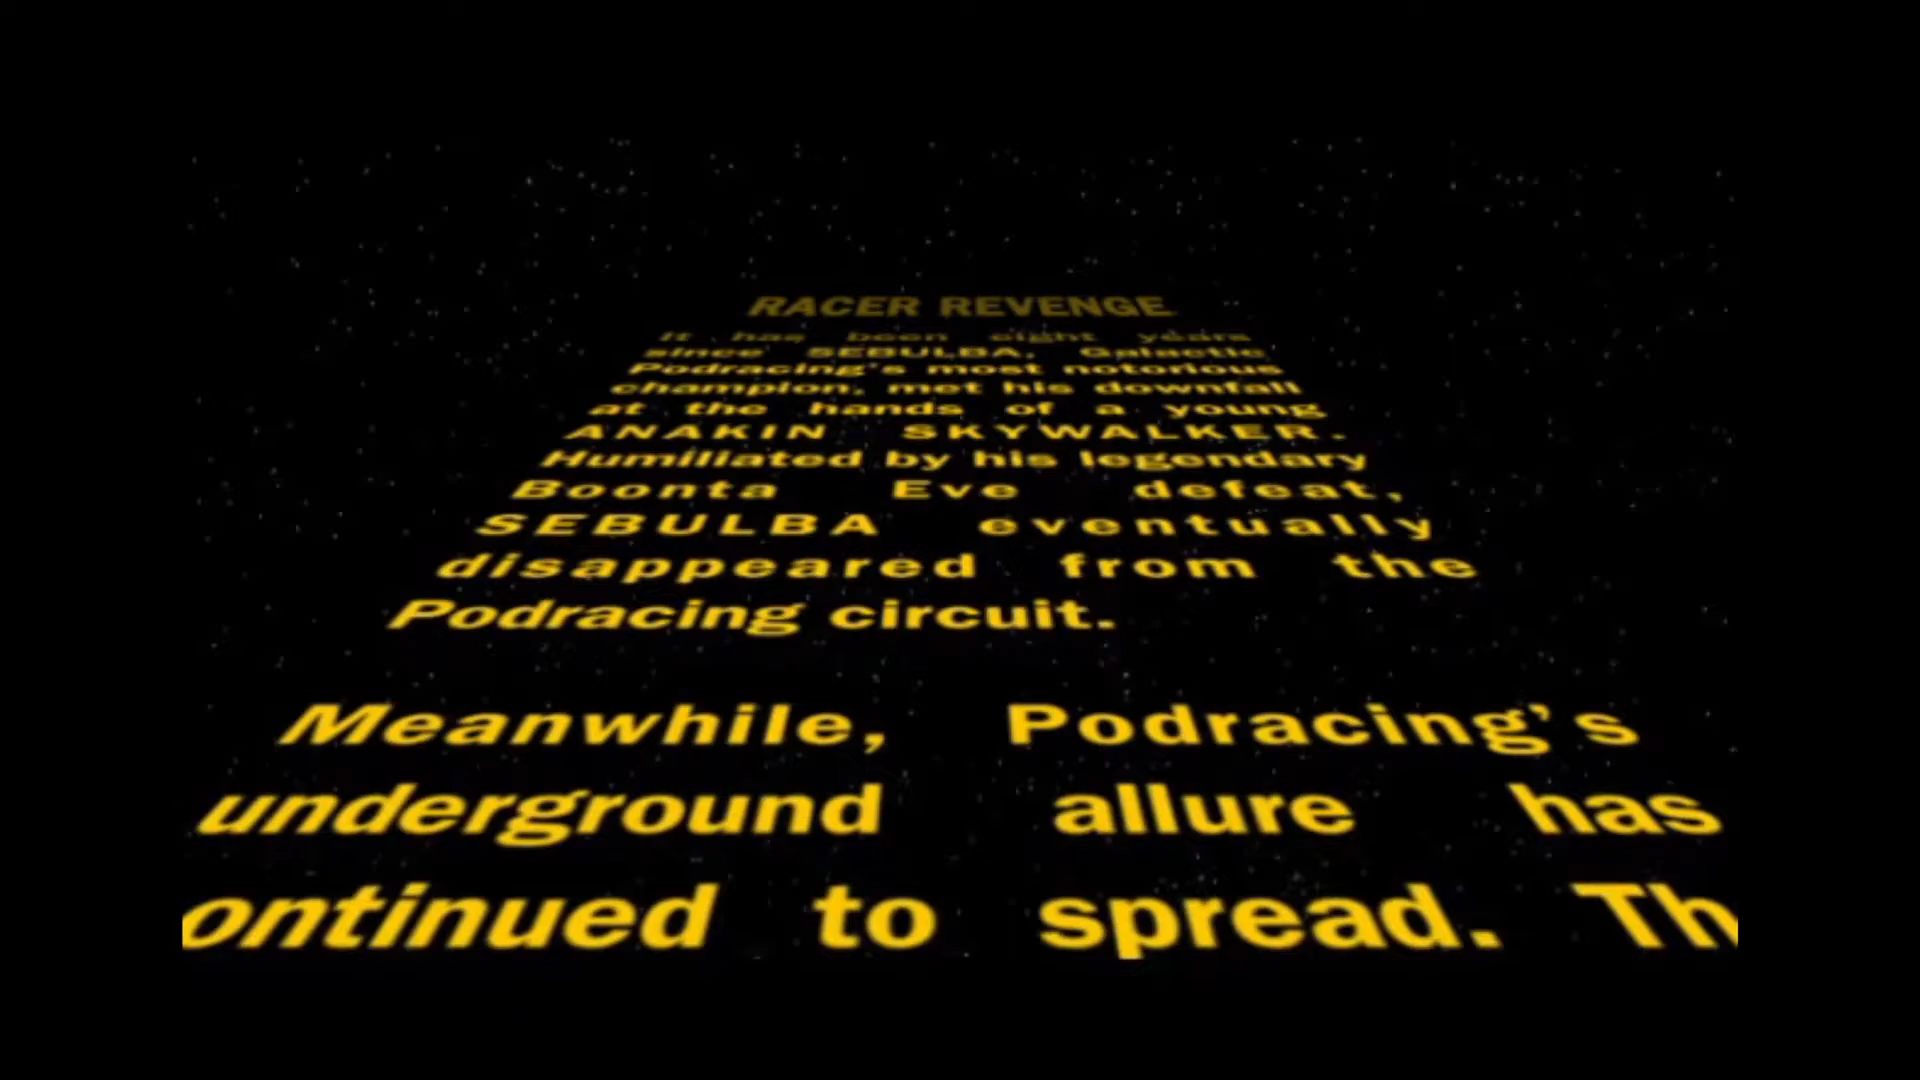 RACER REVENGE
It has been eight years
since SEBULBA, Galactic
Podracing's most notorious
champion, met his downfall
at the hands of a young
ANAKIN SKYWALKER.
Humiliated by his legendary
Boonta Eve defeat,
SEBULBA eventually
disappeared from the
Podracing circuit.
Meanwhile, Podracing's
underground allure has
ontinued to spread. Th